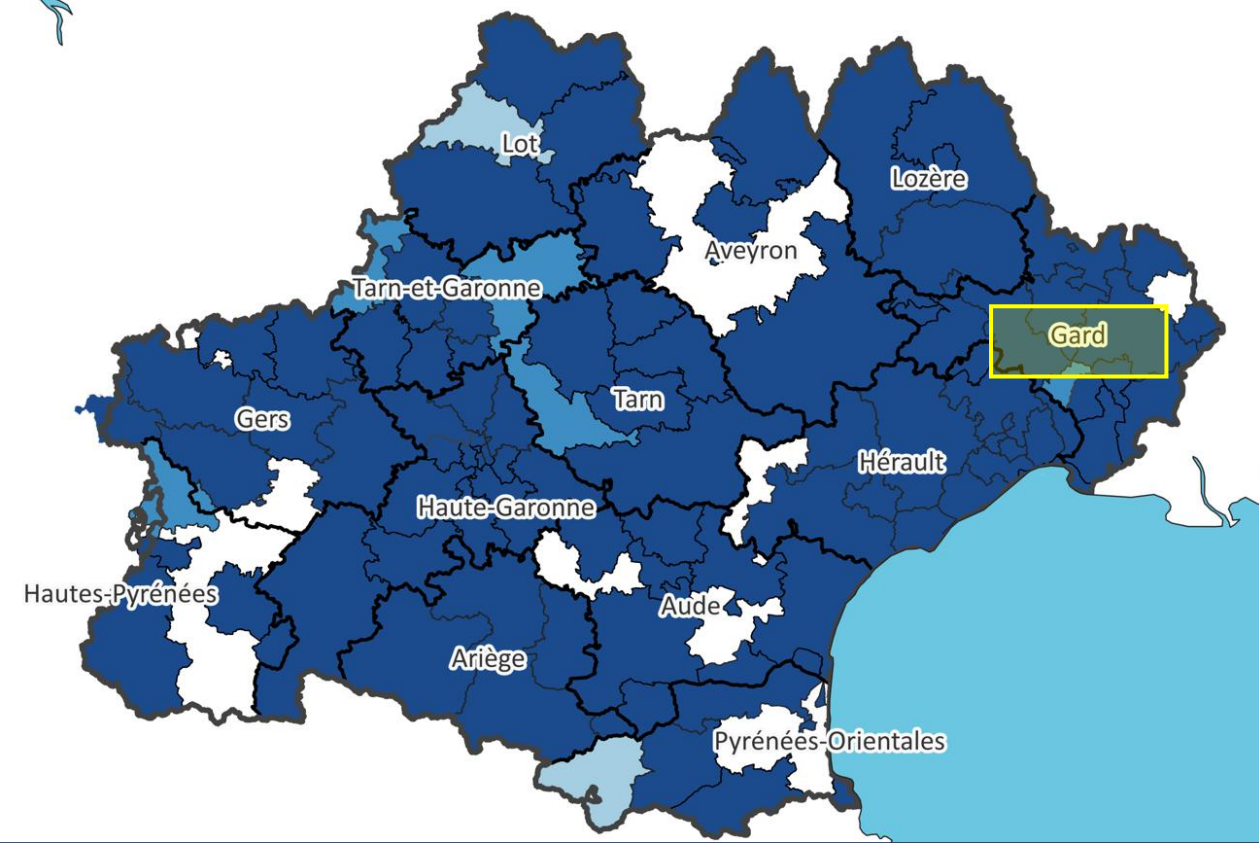 Lot
Lozère
Aveyron
Tarn-et-Garonne
Gard
Tarn
Gers
Hérault
Haute-Garonne
Hautes-Pyrénées
Aude
Ariège
Pyrénées-Orientales